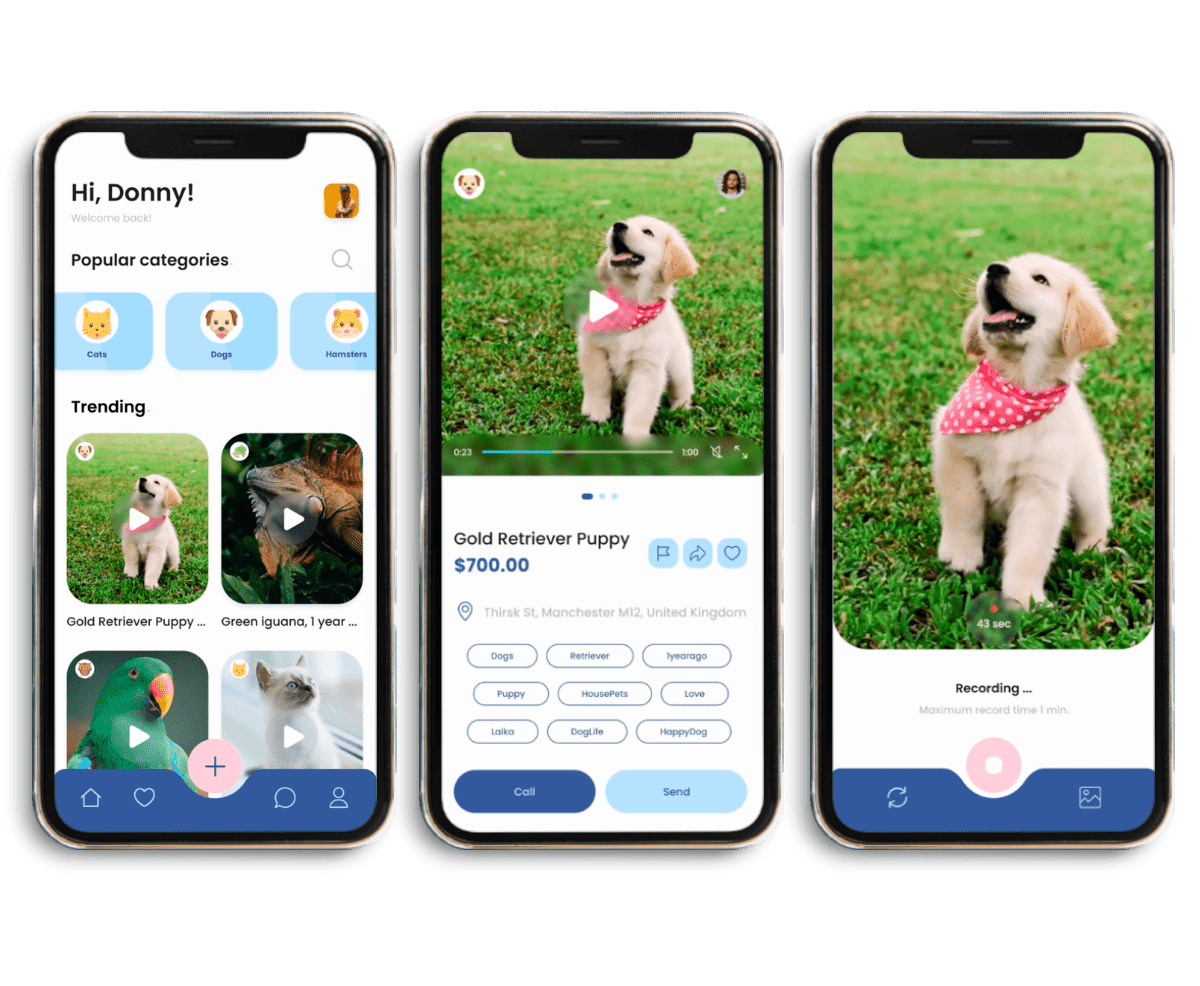 Hi, Donny!
Welcome back!
Popular categories
Cats
Dogs
Hamsters
Trending
Gold Retriever Puppy ...
Green iguana, 1 year ...
0:23
1:00
Gold Retriever Puppy
$700.00
Thirsk St, Manchester M12, United Kingdom
Dogs
Retriever
1yearago
Puppy
HousePets
Love
Laika
DogLife
HappyDog
Call
Send
43 sec
Recording ...
Maximum record time 1 min.